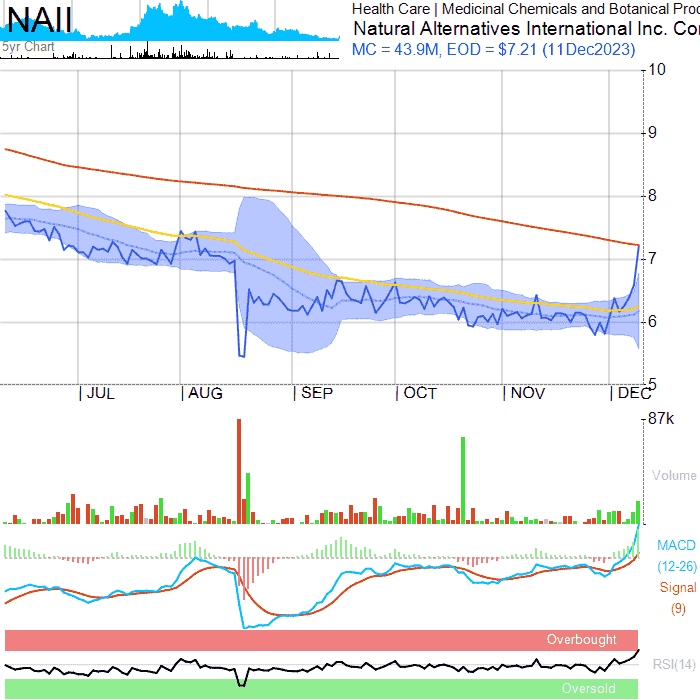 NAII
5yr Chart
Health Care | Medicinal Chemicals and Botanical Prod
Natural Alternatives International Inc. Cor
MC = 43.9M, EOD = $7.21 (11Dec2023)
10
9
8
7
6
5
JUL AUG SEP OCT NOV DEC
87k
Volume
MACD
(12-26)
Signal
(9)
Overbought
RSI(14)
Oversold